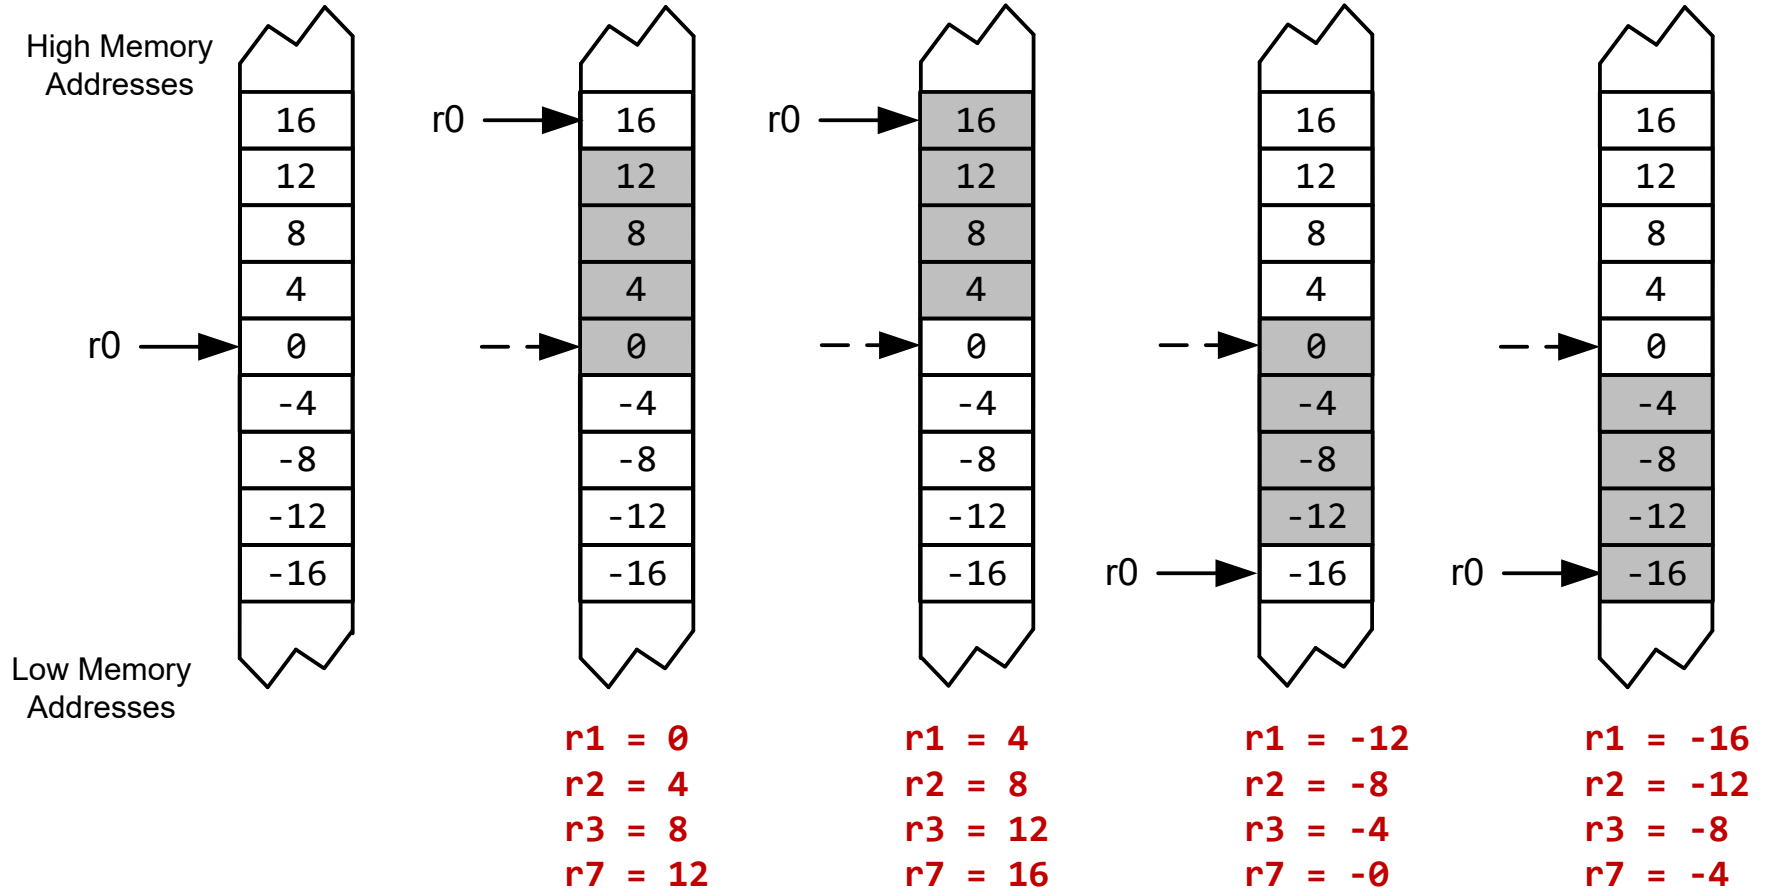 High Memory
Addresses
r0
16
12
8
4
0
-4
-8
-12
-16
Low Memory
Addresses
r0
16
12
8
4
0
-4
-8
-12
-16
r1 = 0
r2 = 4
r3 = 8
r7 = 12
r0
16
12
8
4
0
-4
-8
-12
-16
r1 = 4
r2 = 8
r3 = 12
r7 = 16
16
12
8
4
0
-4
-8
-12
r0
-16
r1 = -12
r2 = -8
r3 = -4
r7 = -0
16
12
8
4
0
-4
-8
-12
r0
-16
r1 = -16
r2 = -12
r3 = -8
r7 = -4